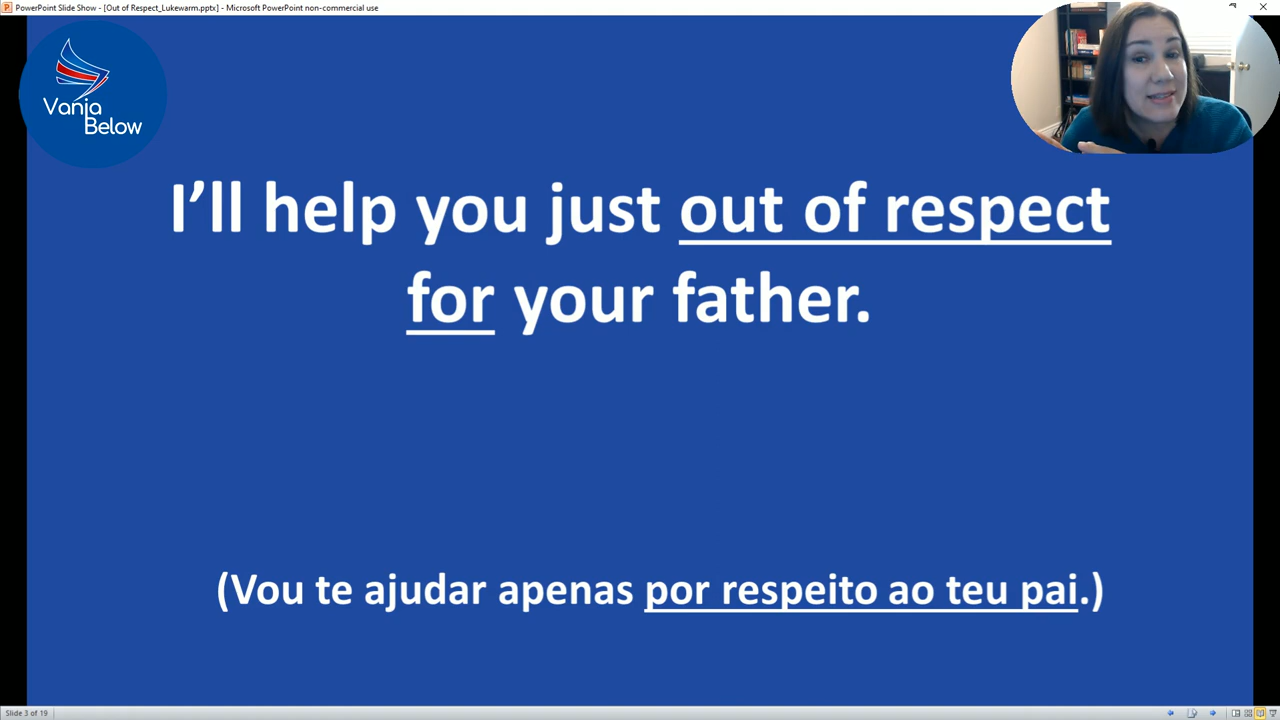 PowerPoint Slide Show - [Out of Respect_Lukewarm.pptx] - Microsoft PowerPoint non-commercial use
Vanja
Below
I’ll help you just out of respect
for your father.
(Vou te ajudar apenas por respeito ao teu pai.)
Slide 3 of 19